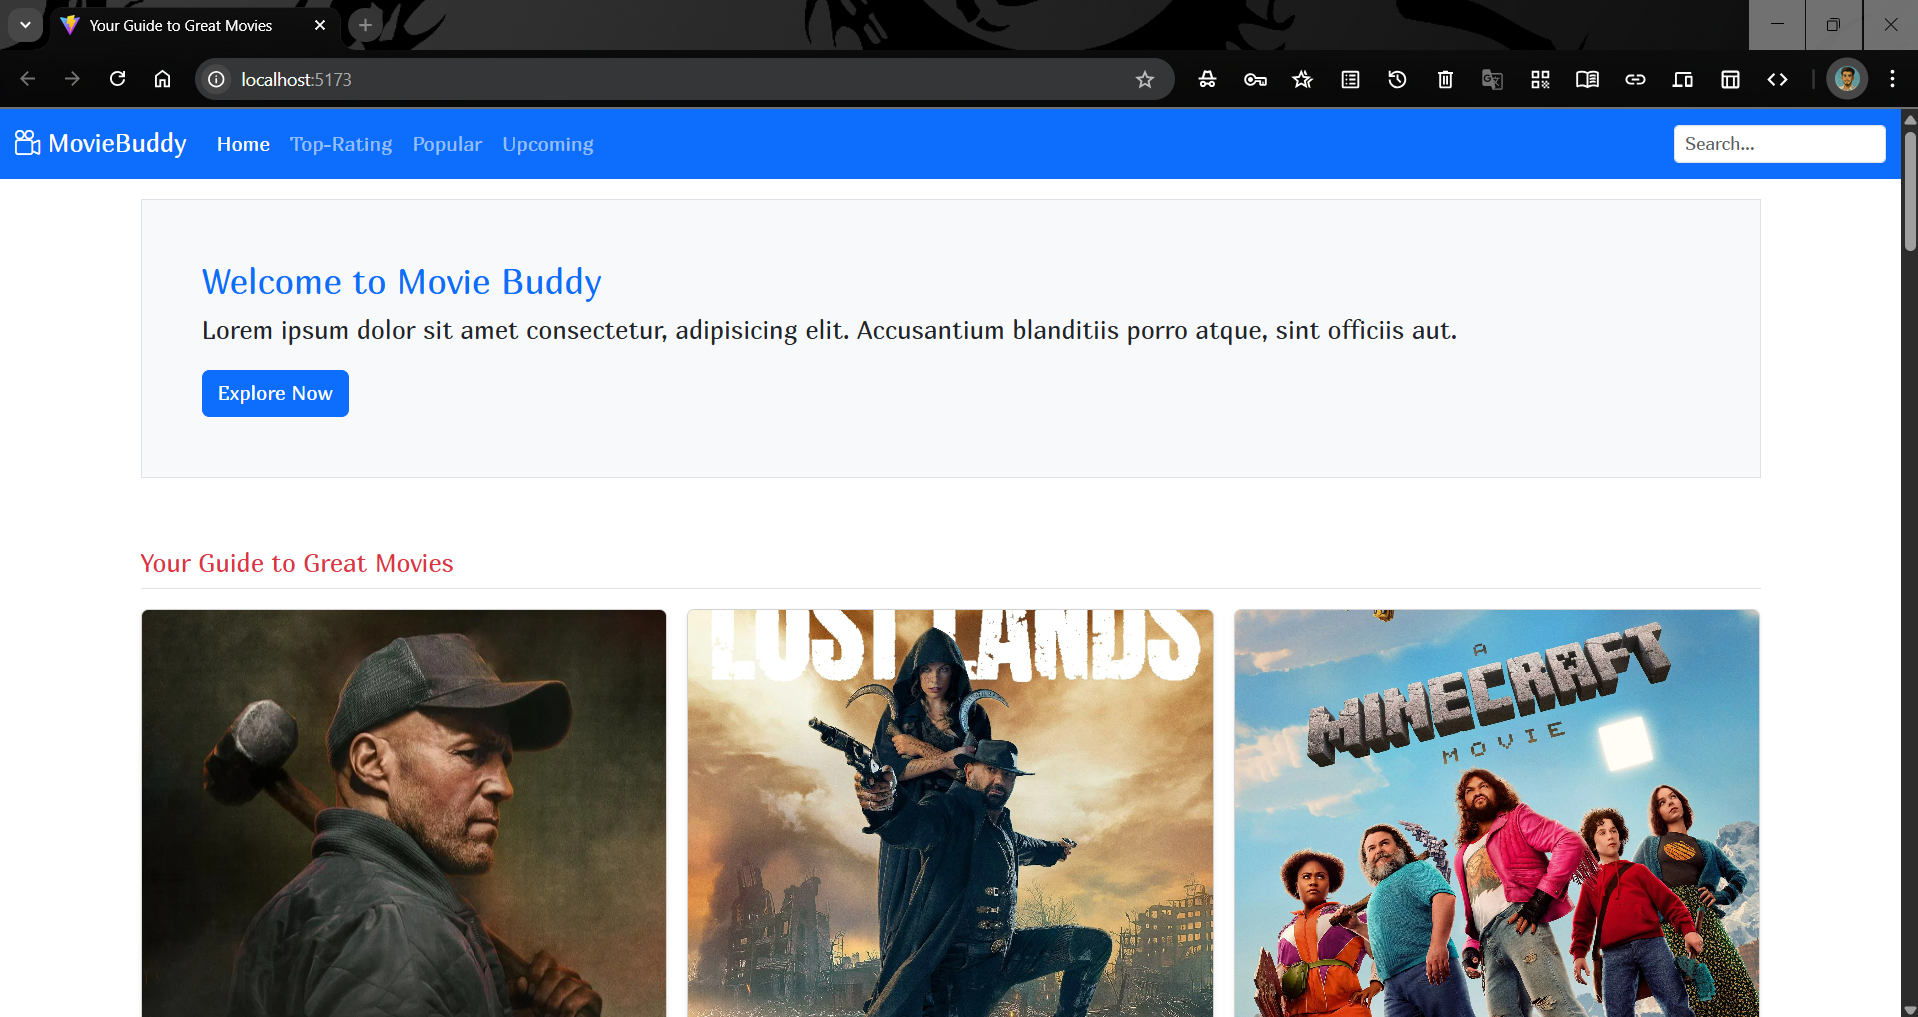 Your Guide to Great Movies
localhost:5173
MovieBuddy Home Top-Rating Popular Upcoming Search...
Welcome to Movie Buddy
Lorem ipsum dolor sit amet consectetur, adipisicing elit. Accusantium blanditiis porro atque, sint officiis aut.
Explore Now
Your Guide to Great Movies
LOST LANDS
A
MINECRAFT
MOVIE